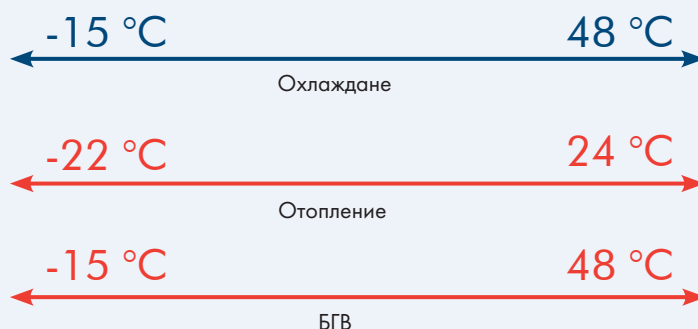 -15 °C 48 °C
Охлаждане
-22 °C 24 °C
Отопление
-15 °C 48 °C
БГВ